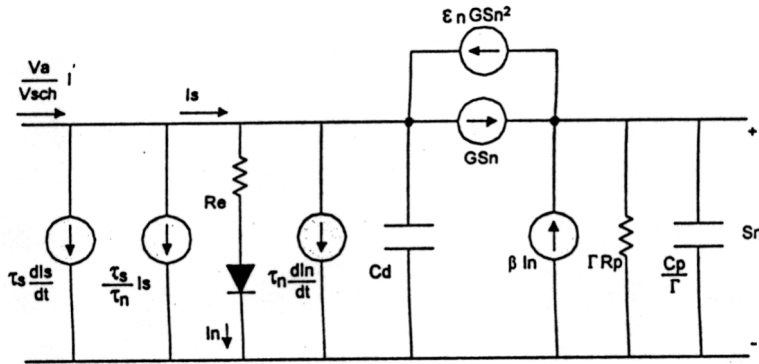 εn GSn²
Va
Vsch I'
Is
GSn
+
Re
τs dIs
dt
τs
τn Is
τn dIn
dt
Cd
β In
Γ Rp
Cp
Γ
Sn
In
-